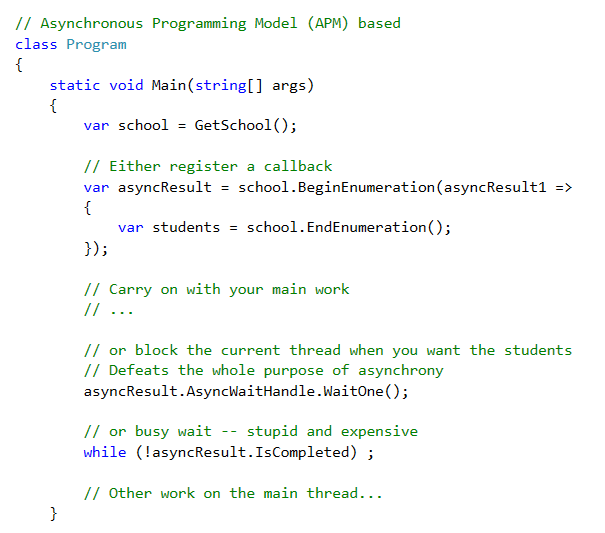 // Asynchronous Programming Model (APM) based
class Program
{
    static void Main(string[] args)
    {
        var school = GetSchool();

        // Either register a callback
        var asyncResult = school.BeginEnumeration(asyncResult1 =>
        {
            var students = school.EndEnumeration();
        });

        // Carry on with your main work
        // ...

        // or block the current thread when you want the students
        // Defeats the whole purpose of asynchrony
        asyncResult.AsyncWaitHandle.WaitOne();

        // or busy wait -- stupid and expensive
        while (!asyncResult.IsCompleted) ;

        // Other work on the main thread...
    }